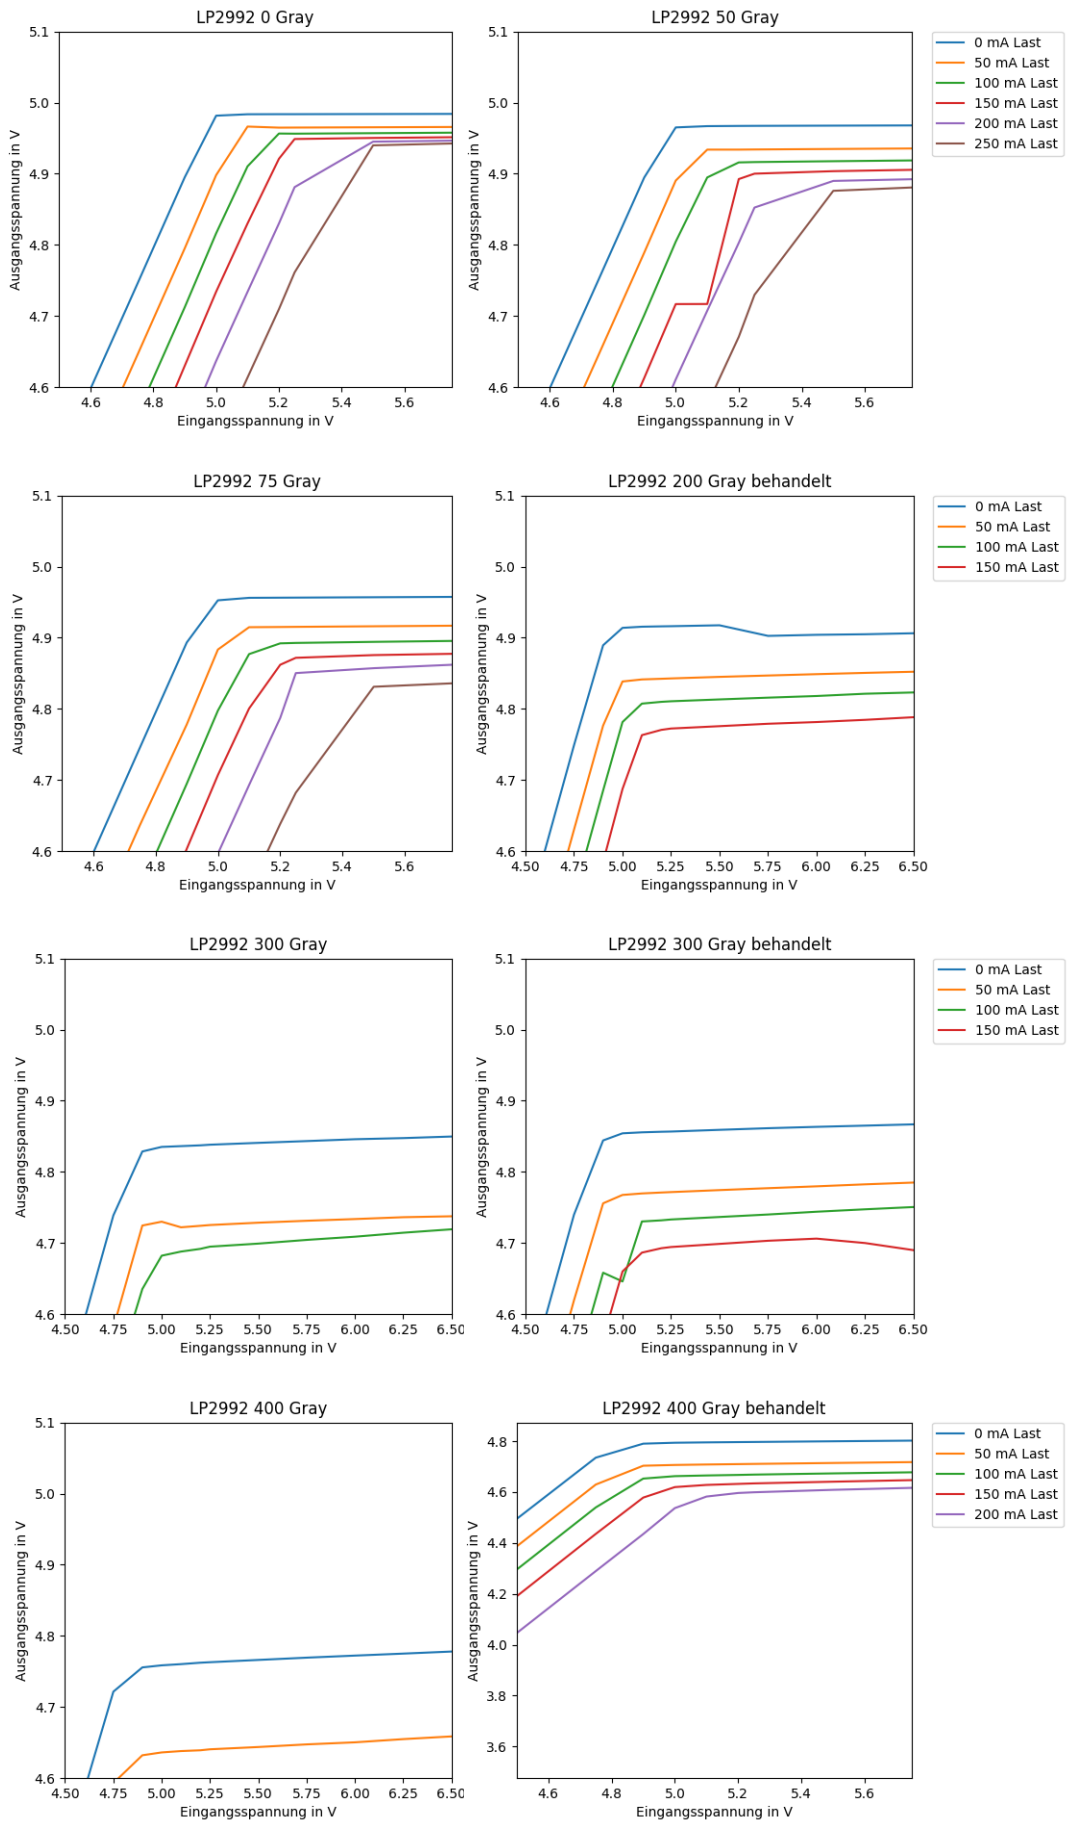 LP2992 0 Gray
5.1
5.0
4.9
4.8
4.7
4.6
4.6 4.8 5.0 5.2 5.4 5.6
Ausgangsspannung in V
Eingangsspannung in V
LP2992 50 Gray
5.1
5.0
4.9
4.8
4.7
4.6
4.6 4.8 5.0 5.2 5.4 5.6
Ausgangsspannung in V
Eingangsspannung in V
0 mA Last
50 mA Last
100 mA Last
150 mA Last
200 mA Last
250 mA Last
LP2992 75 Gray
5.1
5.0
4.9
4.8
4.7
4.6
4.6 4.8 5.0 5.2 5.4 5.6
Ausgangsspannung in V
Eingangsspannung in V
LP2992 200 Gray behandelt
5.1
5.0
4.9
4.8
4.7
4.6
4.50 4.75 5.00 5.25 5.50 5.75 6.00 6.25 6.50
Ausgangsspannung in V
Eingangsspannung in V
0 mA Last
50 mA Last
100 mA Last
150 mA Last
LP2992 300 Gray
5.1
5.0
4.9
4.8
4.7
4.6
4.50 4.75 5.00 5.25 5.50 5.75 6.00 6.25 6.50
Ausgangsspannung in V
Eingangsspannung in V
LP2992 300 Gray behandelt
5.1
5.0
4.9
4.8
4.7
4.6
4.50 4.75 5.00 5.25 5.50 5.75 6.00 6.25 6.50
Ausgangsspannung in V
Eingangsspannung in V
0 mA Last
50 mA Last
100 mA Last
150 mA Last
LP2992 400 Gray
5.1
5.0
4.9
4.8
4.7
4.6
4.50 4.75 5.00 5.25 5.50 5.75 6.00 6.25 6.50
Ausgangsspannung in V
Eingangsspannung in V
LP2992 400 Gray behandelt
4.8
4.6
4.4
4.2
4.0
3.8
3.6
4.6 4.8 5.0 5.2 5.4 5.6
Ausgangsspannung in V
Eingangsspannung in V
0 mA Last
50 mA Last
100 mA Last
150 mA Last
200 mA Last